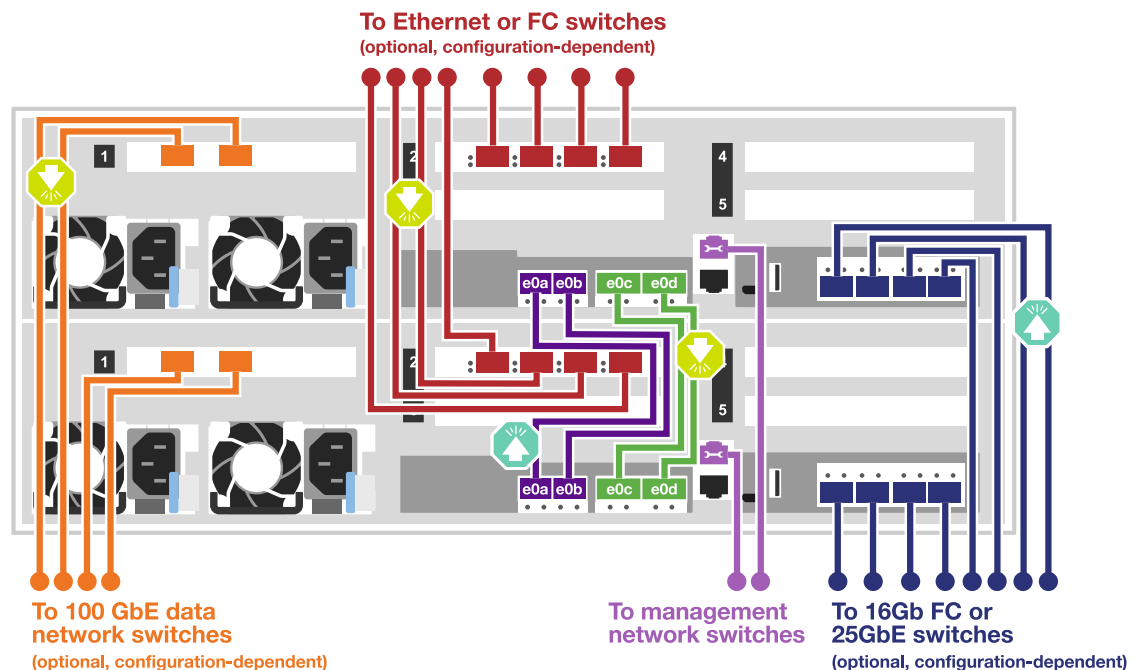 To Ethernet or FC switches
(optional, configuration-dependent)
1
2
4
5
e0a
e0b
e0c
e0d
1
2
5
e0a
e0b
e0c
e0d
To 100 GbE data
network switches
(optional, configuration-dependent)
To management
network switches
To 16Gb FC or
25GbE switches
(optional, configuration-dependent)